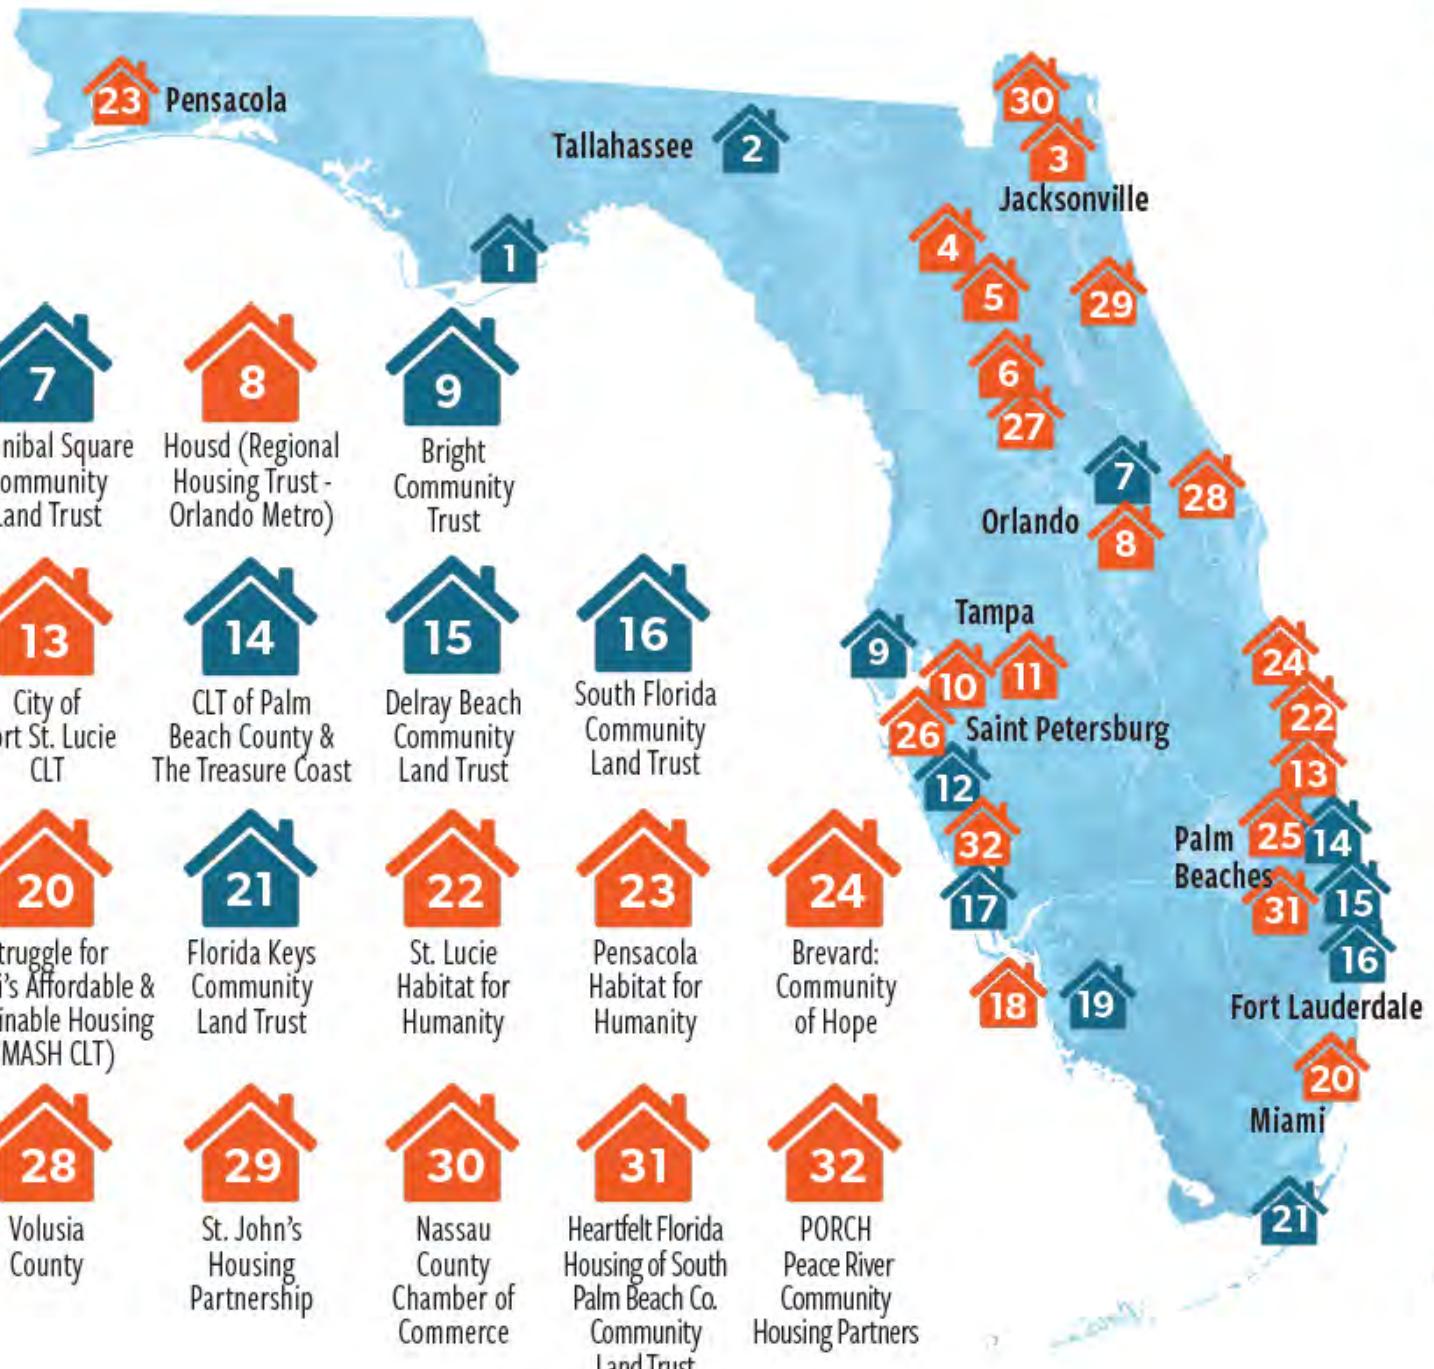 23 Pensacola
Tallahassee 2
30
3
Jacksonville
1
4
5
29
6
27
7
28
Orlando
8
Tampa
9
10
11
26
Saint Petersburg
12
32
17
18
19
24
22
13
Palm
Beaches
25
14
31
15
16
Fort Lauderdale
20
Miami
21
7
nibal Square
ommunity
and Trust
8
Housd (Regional
Housing Trust -
Orlando Metro)
9
Bright
Community
Trust
13
City of
ort St. Lucie
CLT
14
CLT of Palm
Beach County &
The Treasure Coast
15
Delray Beach
Community
Land Trust
16
South Florida
Community
Land Trust
20
truggle for
i's Affordable &
inable Housing
MASH CLT)
21
Florida Keys
Community
Land Trust
22
St. Lucie
Habitat for
Humanity
23
Pensacola
Habitat for
Humanity
24
Brevard:
Community
of Hope
28
Volusia
County
29
St. John's
Housing
Partnership
30
Nassau
County
Chamber of
Commerce
31
Heartfelt Florida
Housing of South
Palm Beach Co.
Community
Land Trust
32
PORCH
Peace River
Community
Housing Partners